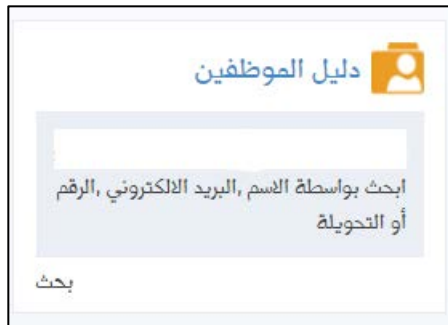 دليل الموظفين
ابحث بواسطة الاسم ,البريد الالكتروني ,الرقم
أو التحويلة
بحث